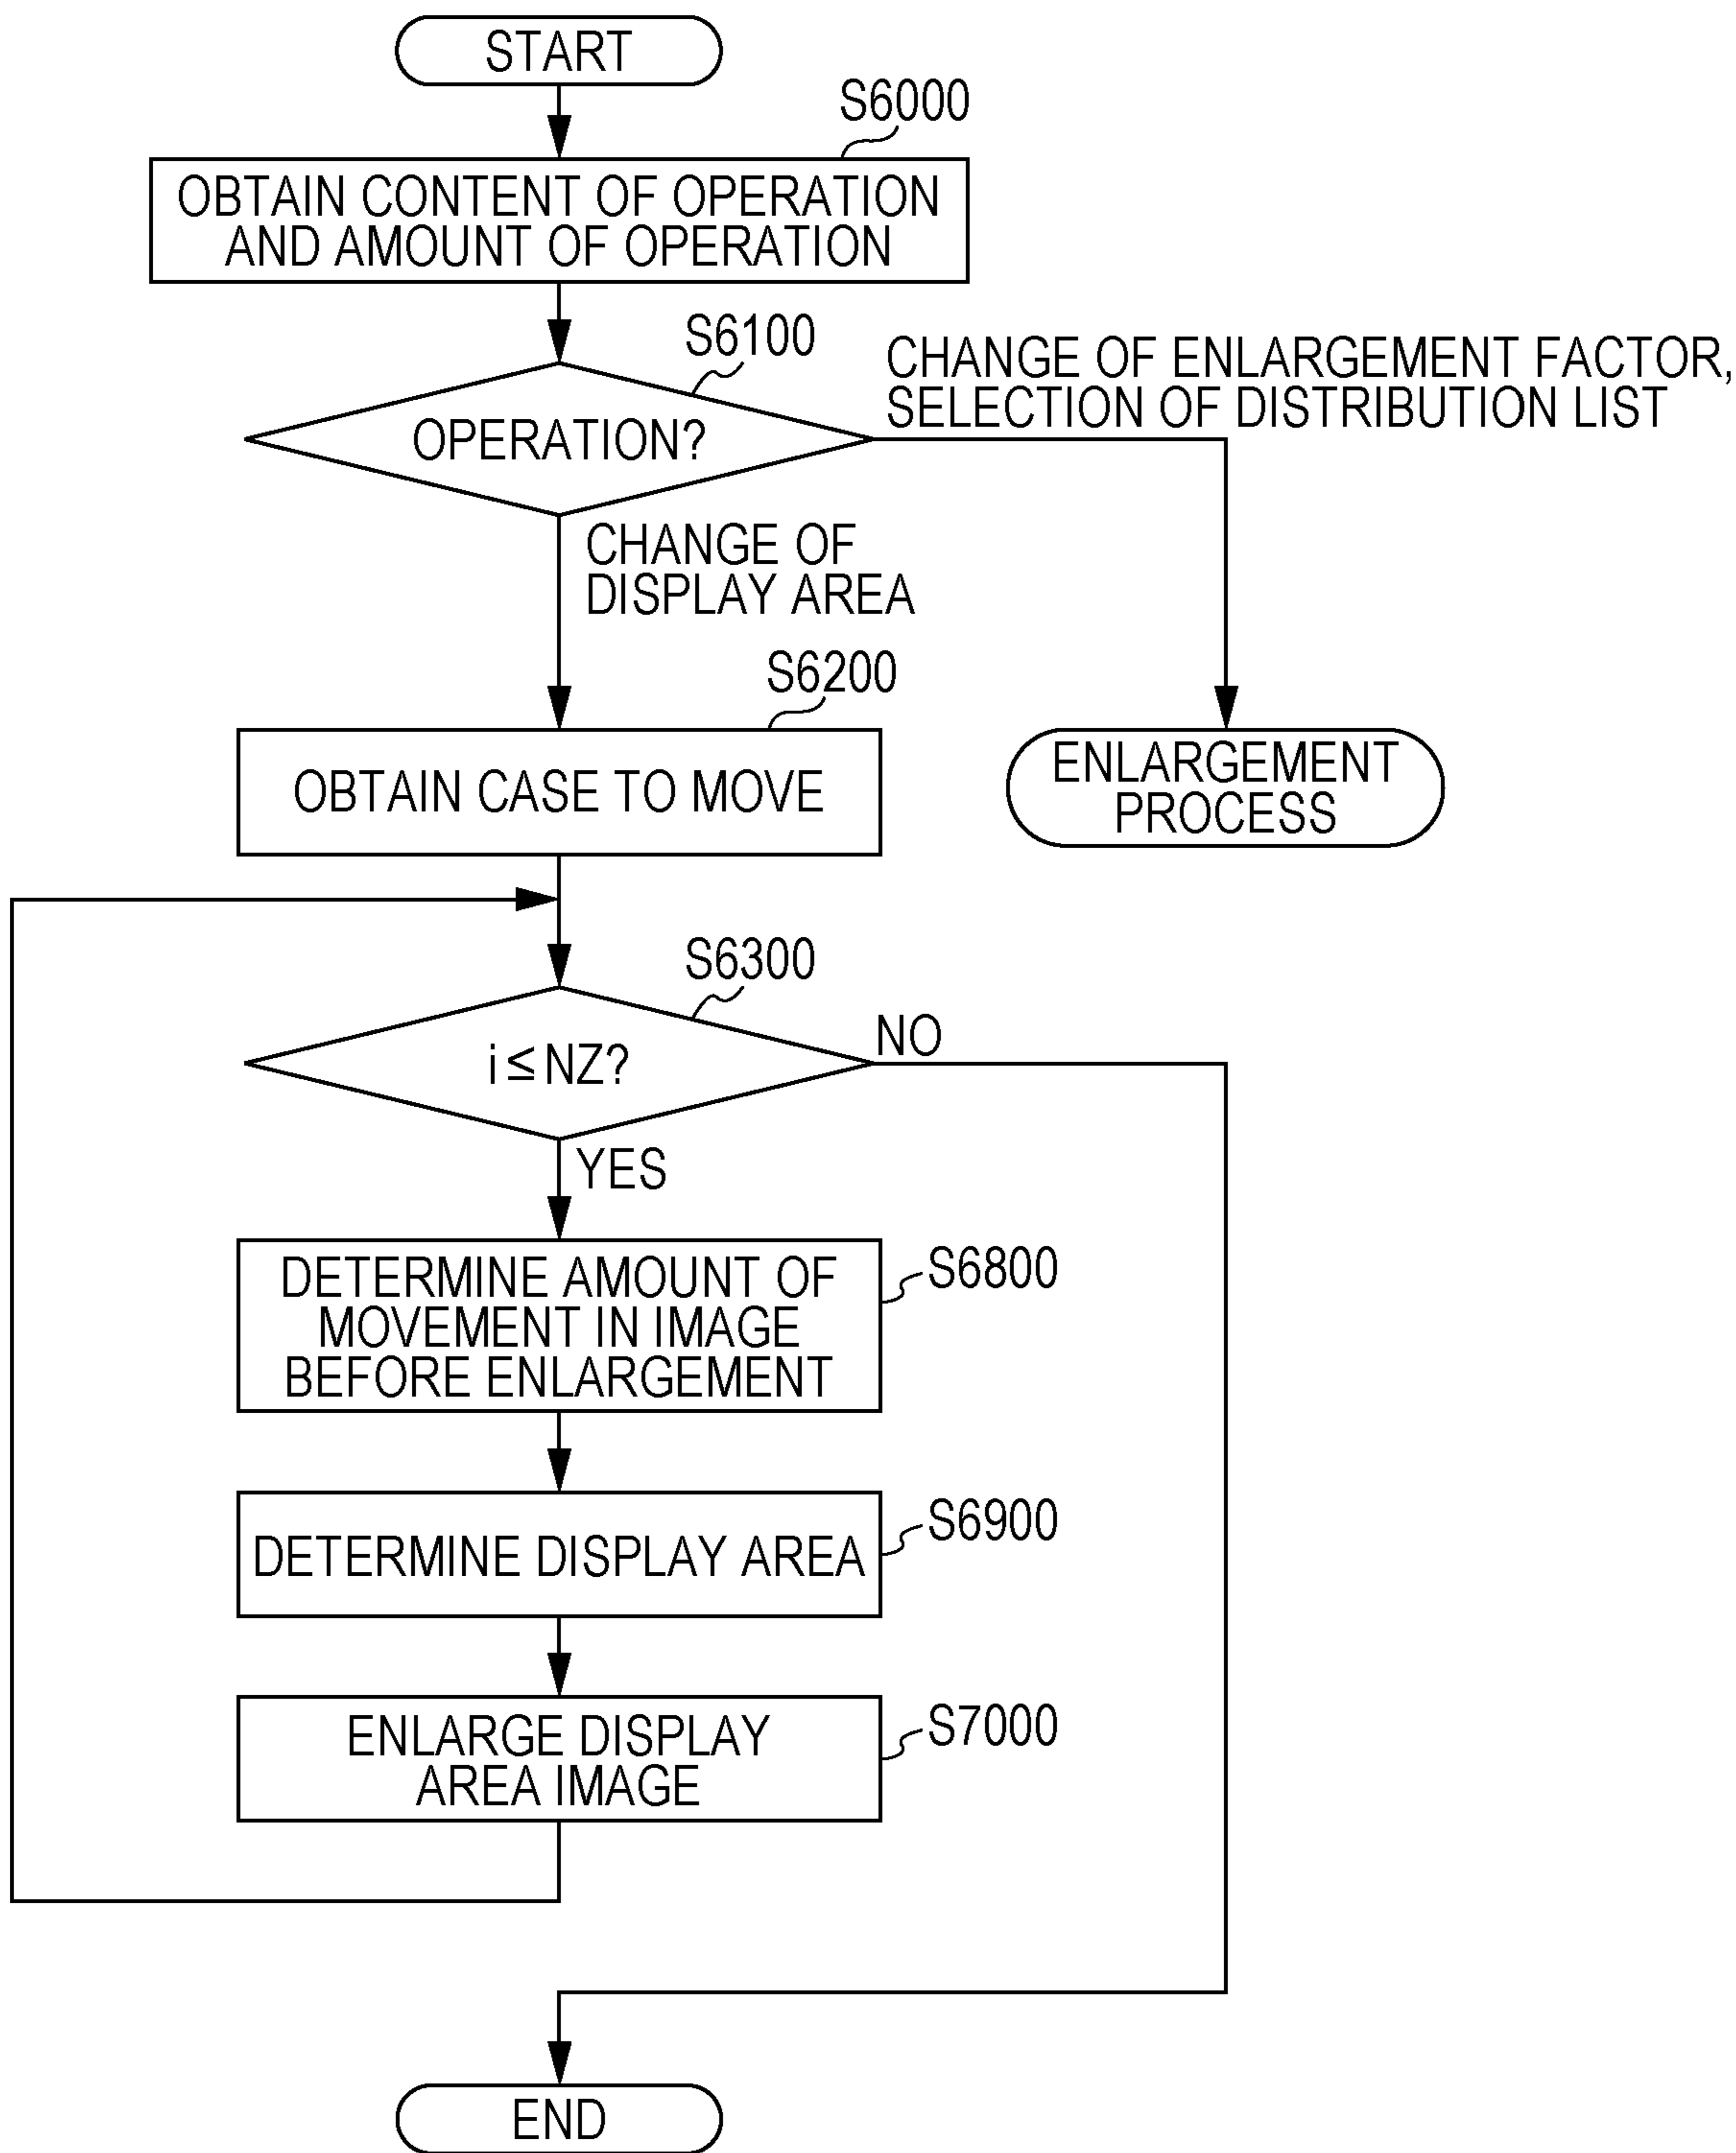 START
S6000
OBTAIN CONTENT OF OPERATION
AND AMOUNT OF OPERATION
S6100
CHANGE OF ENLARGEMENT FACTOR,
SELECTION OF DISTRIBUTION LIST
OPERATION?
CHANGE OF
DISPLAY AREA
S6200
OBTAIN CASE TO MOVE
ENLARGEMENT
PROCESS
S6300
NO
i ≤ NZ?
YES
DETERMINE AMOUNT OF
MOVEMENT IN IMAGE
BEFORE ENLARGEMENT
S6800
DETERMINE DISPLAY AREA
S6900
ENLARGE DISPLAY
AREA IMAGE
S7000
END